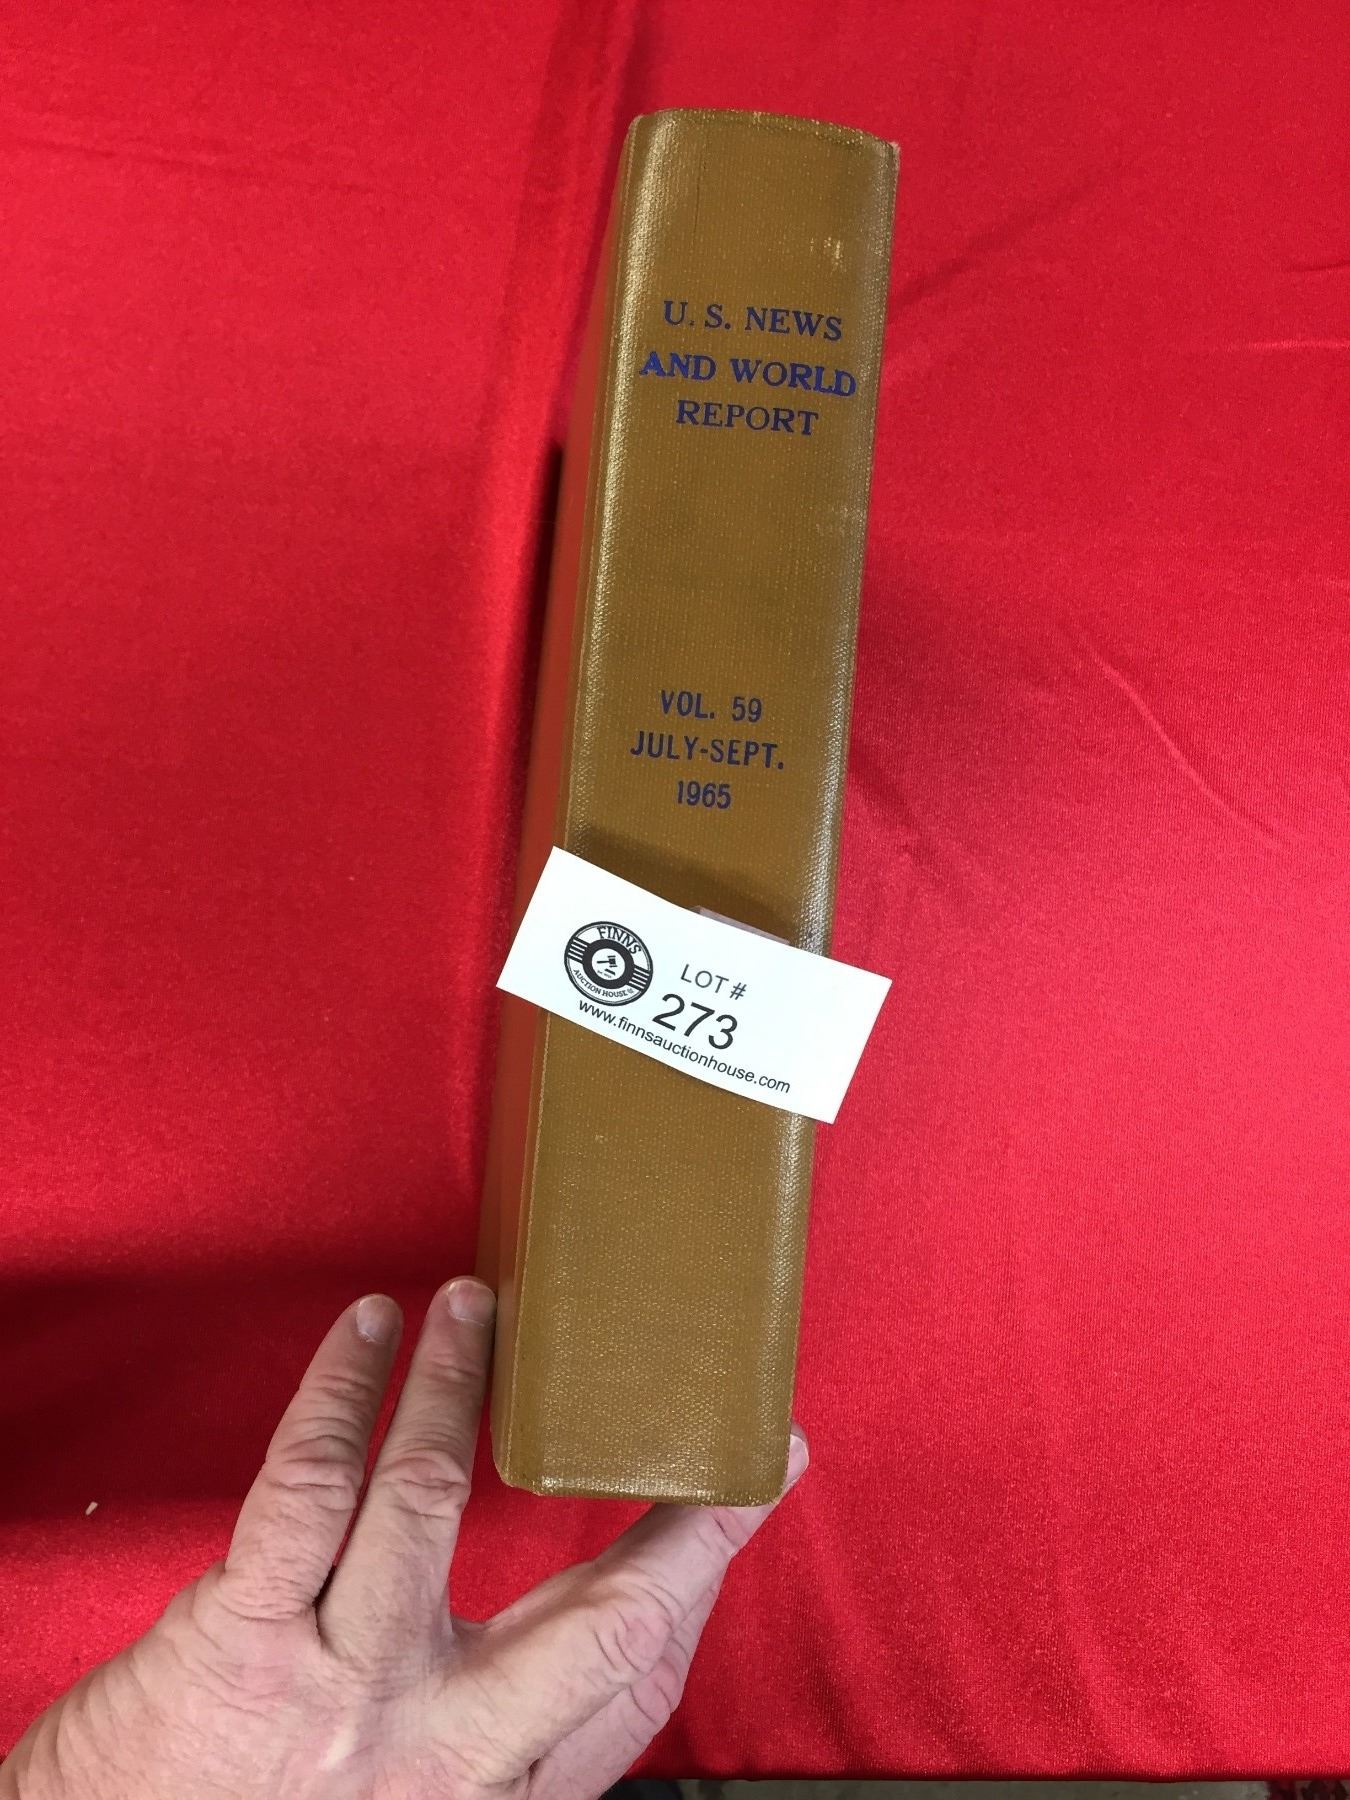 U. S. NEWS
AND WORLD
REPORT
VOL. 59
JULY-SEPT.
1965
FINNS
AUCTION HOUSE
LOT #
273
www.finnsauctionhouse.com